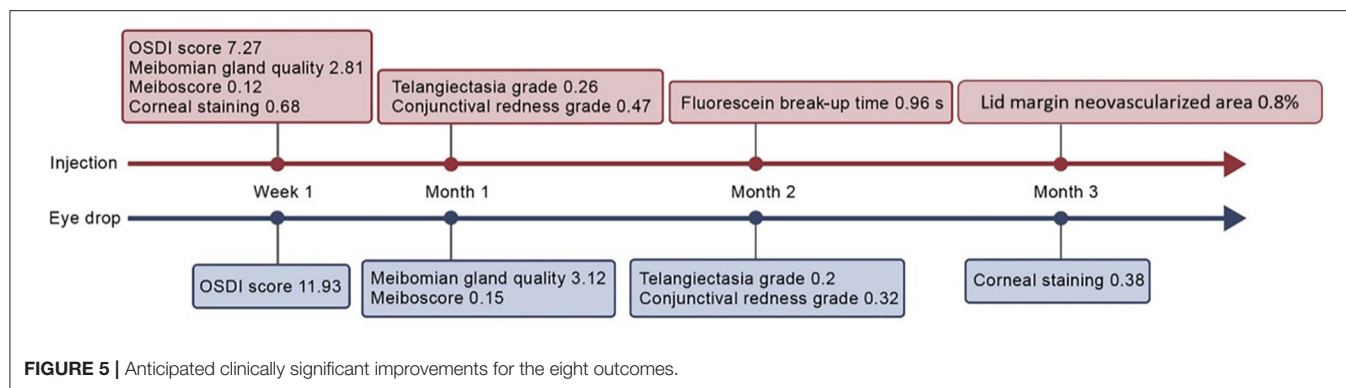 OSDI score 7.27
Meibomian gland quality 2.81
Meiboscore 0.12
Corneal staining 0.68
Telangiectasia grade 0.26
Conjunctival redness grade 0.47
Fluorescein break-up time 0.96 s
Lid margin neovascularized area 0.8%
Injection
Week 1
Month 1
Month 2
Month 3
Eye drop
OSDI score 11.93
Meibomian gland quality 3.12
Meiboscore 0.15
Telangiectasia grade 0.2
Conjunctival redness grade 0.32
Corneal staining 0.38
FIGURE 5 | Anticipated clinically significant improvements for the eight outcomes.